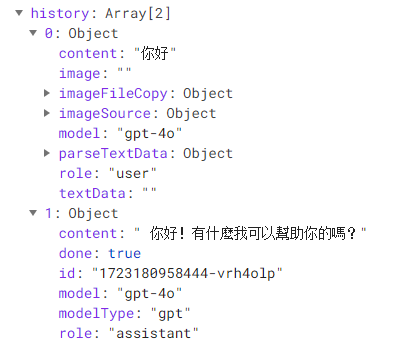 history: Array[2]
0: Object
content: "你好"
image: ""
imageFileCopy: Object
imageSource: Object
model: "gpt-4o"
parseTextData: Object
role: "user"
textData: ""
1: Object
content: " 你好！有什麼我可以幫助你的嗎？"
done: true
id: "1723180958444-vrh4olp"
model: "gpt-4o"
modelType: "gpt"
role: "assistant"